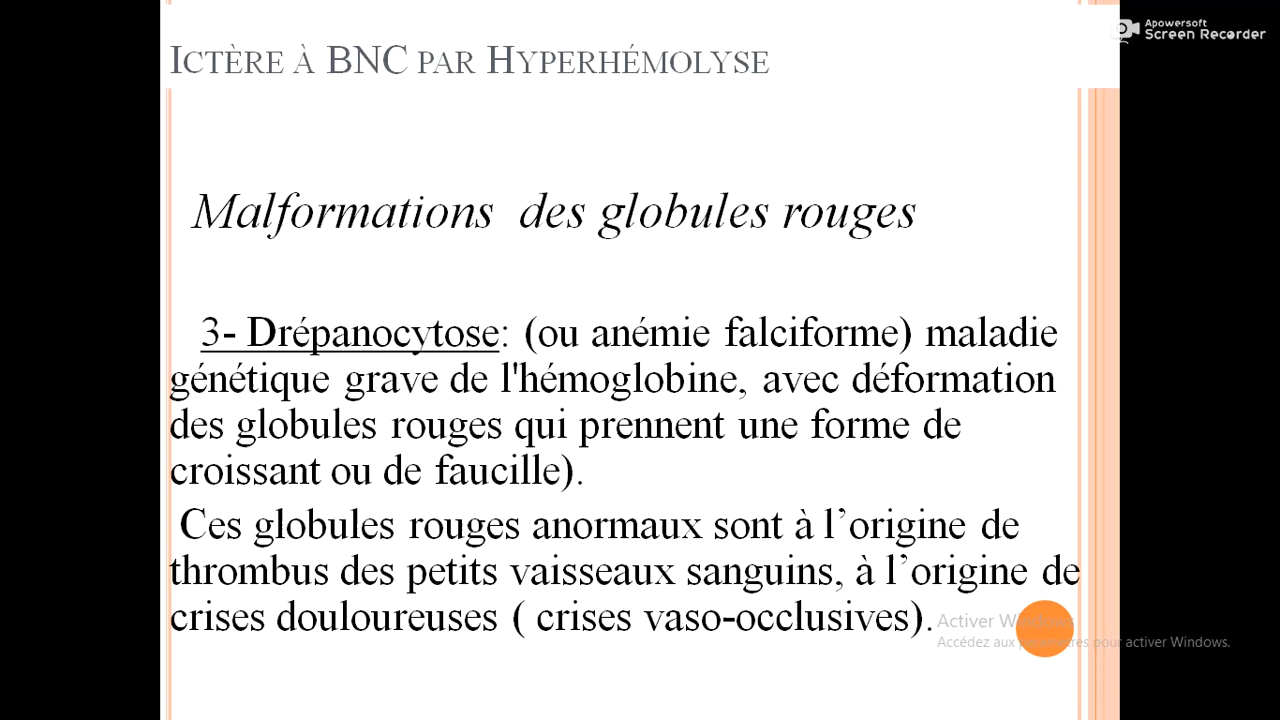 Apowersoft
Screen Recorder
Ictère à BNC par Hyperhémolyse
Malformations des globules rouges
3- Drépanocytose: (ou anémie falciforme) maladie
génétique grave de l'hémoglobine, avec déformation
des globules rouges qui prennent une forme de
croissant ou de faucille).
Ces globules rouges anormaux sont à l’origine de
thrombus des petits vaisseaux sanguins, à l’origine de
crises douloureuses ( crises vaso-occlusives).
Activer Windows
Accédez aux paramètres pour activer Windows.